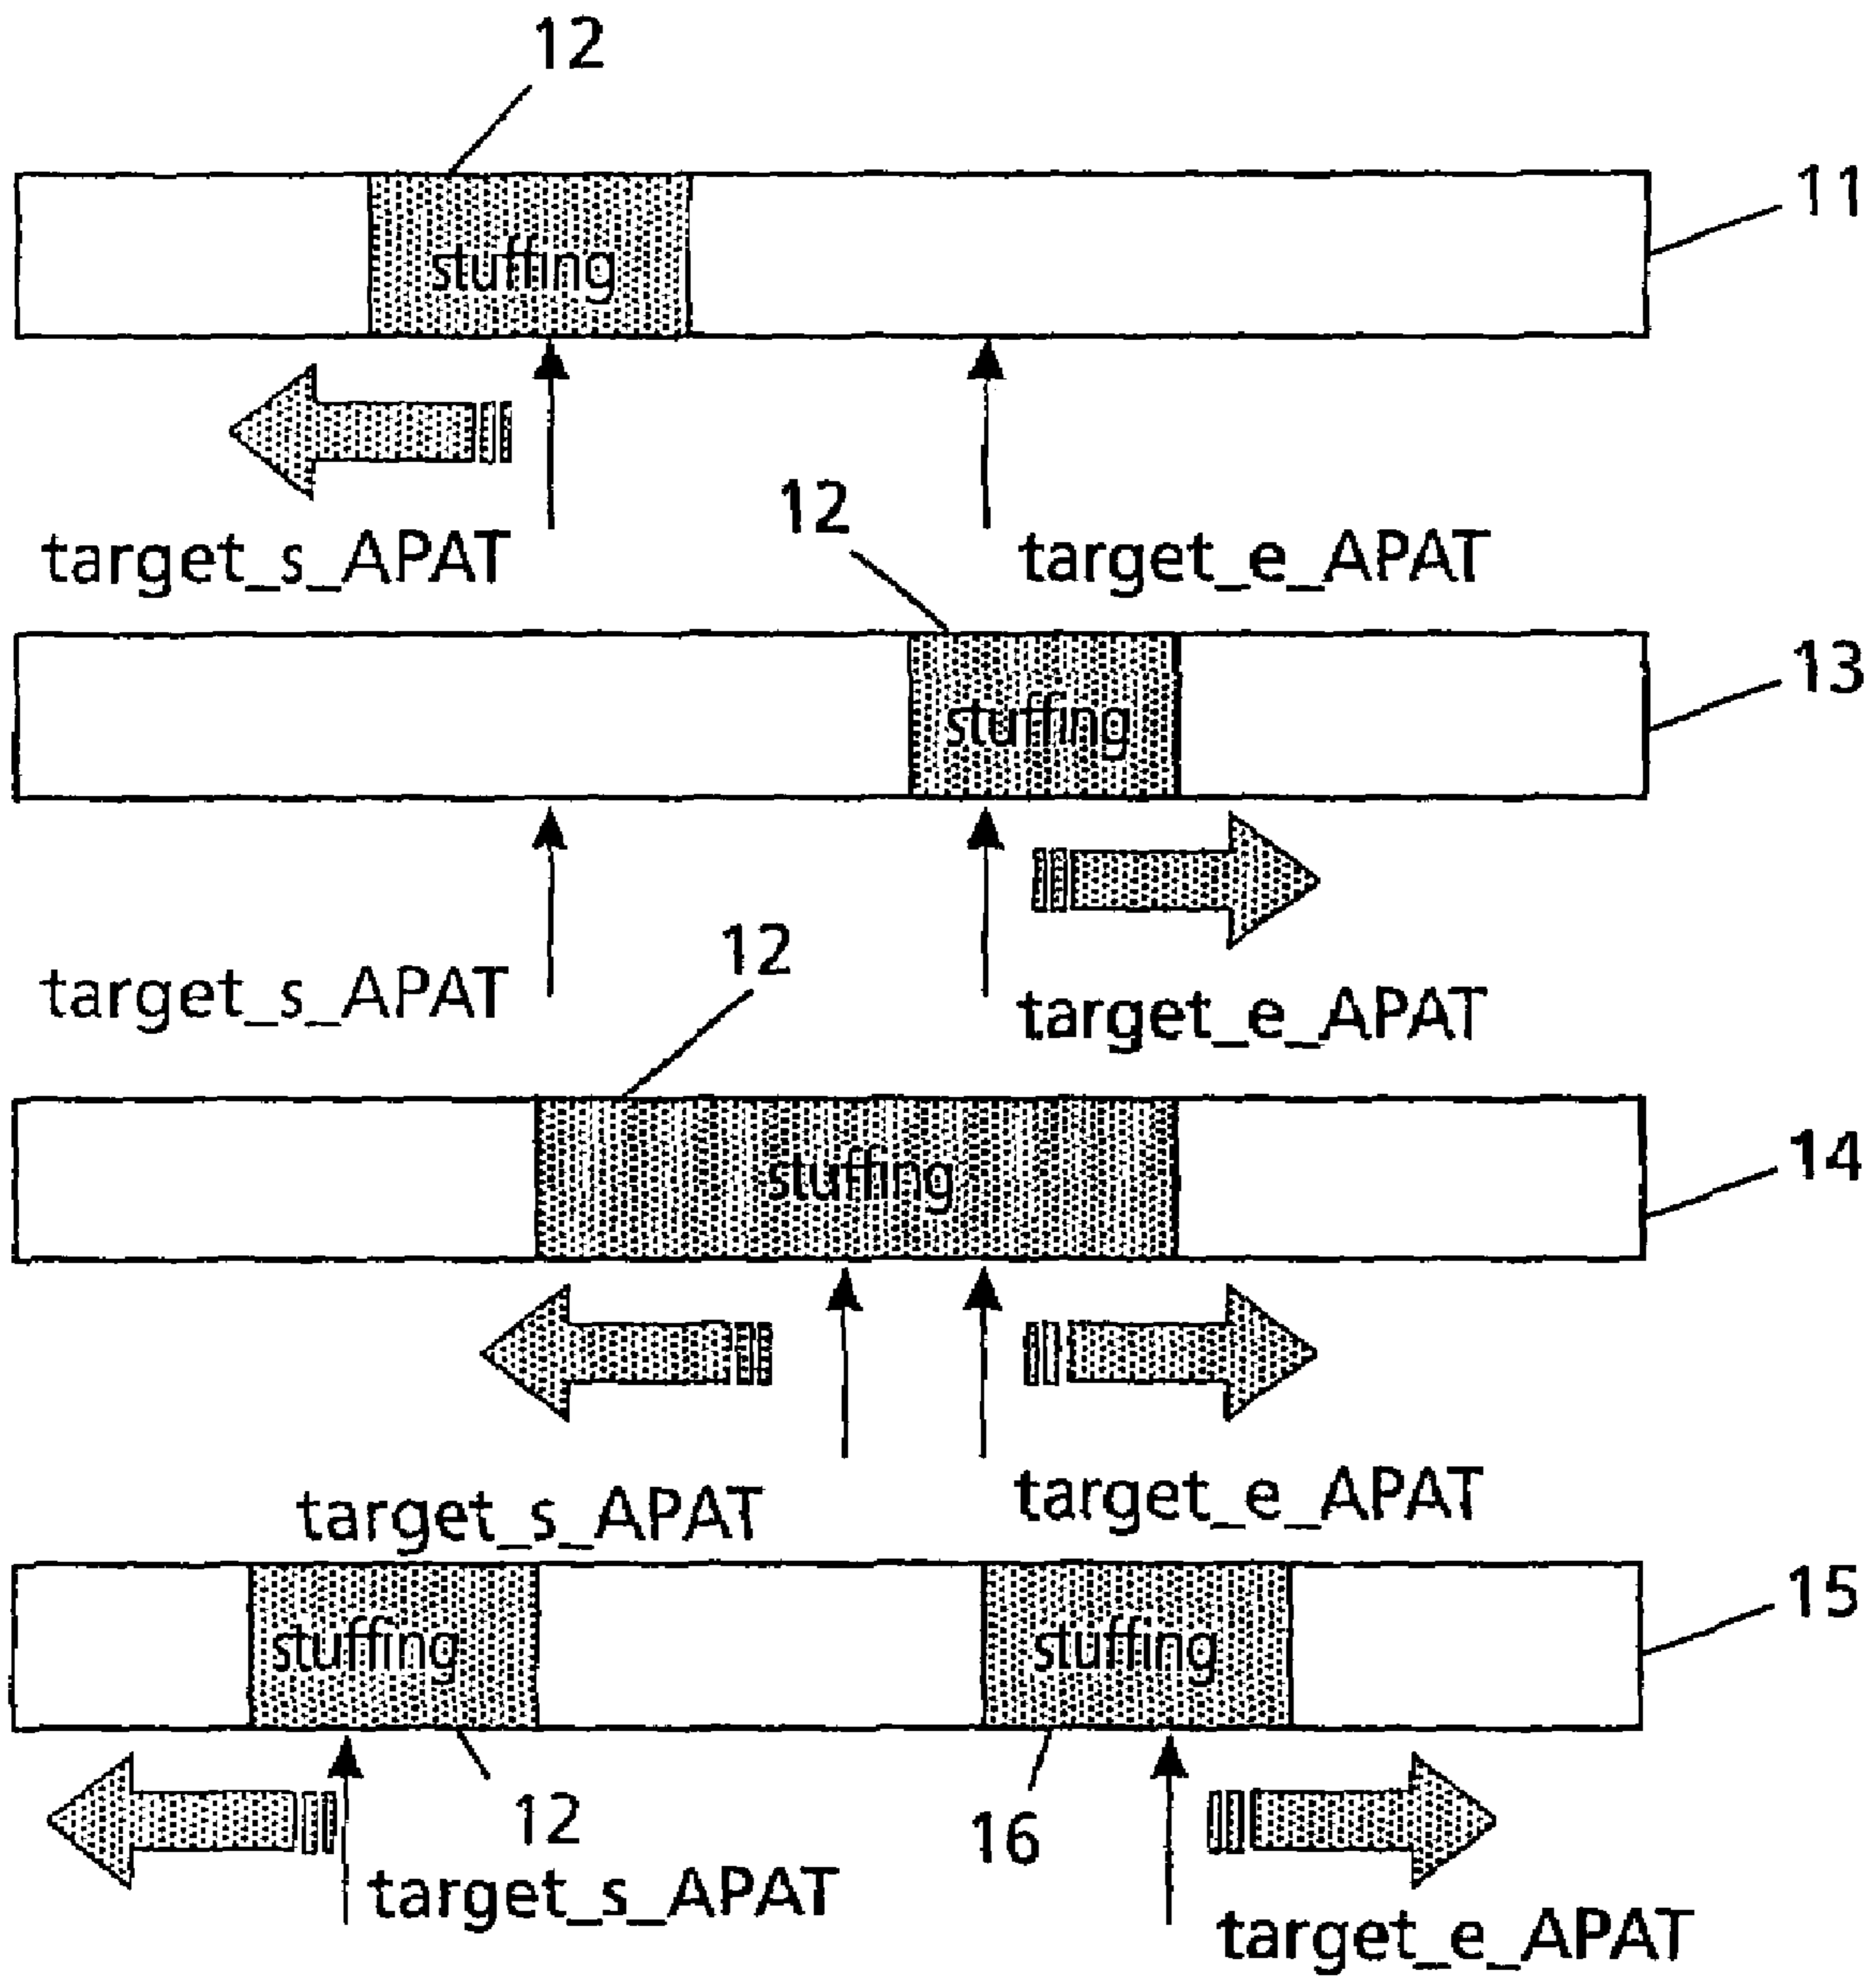 12
11
stuffing
target_s_APAT
12
target_e_APAT
13
stuffing
target_s_APAT
12
target_e_APAT
14
stuffing
target_s_APAT
target_e_APAT
15
stuffing
stuffing
12
16
target_s_APAT
target_e_APAT